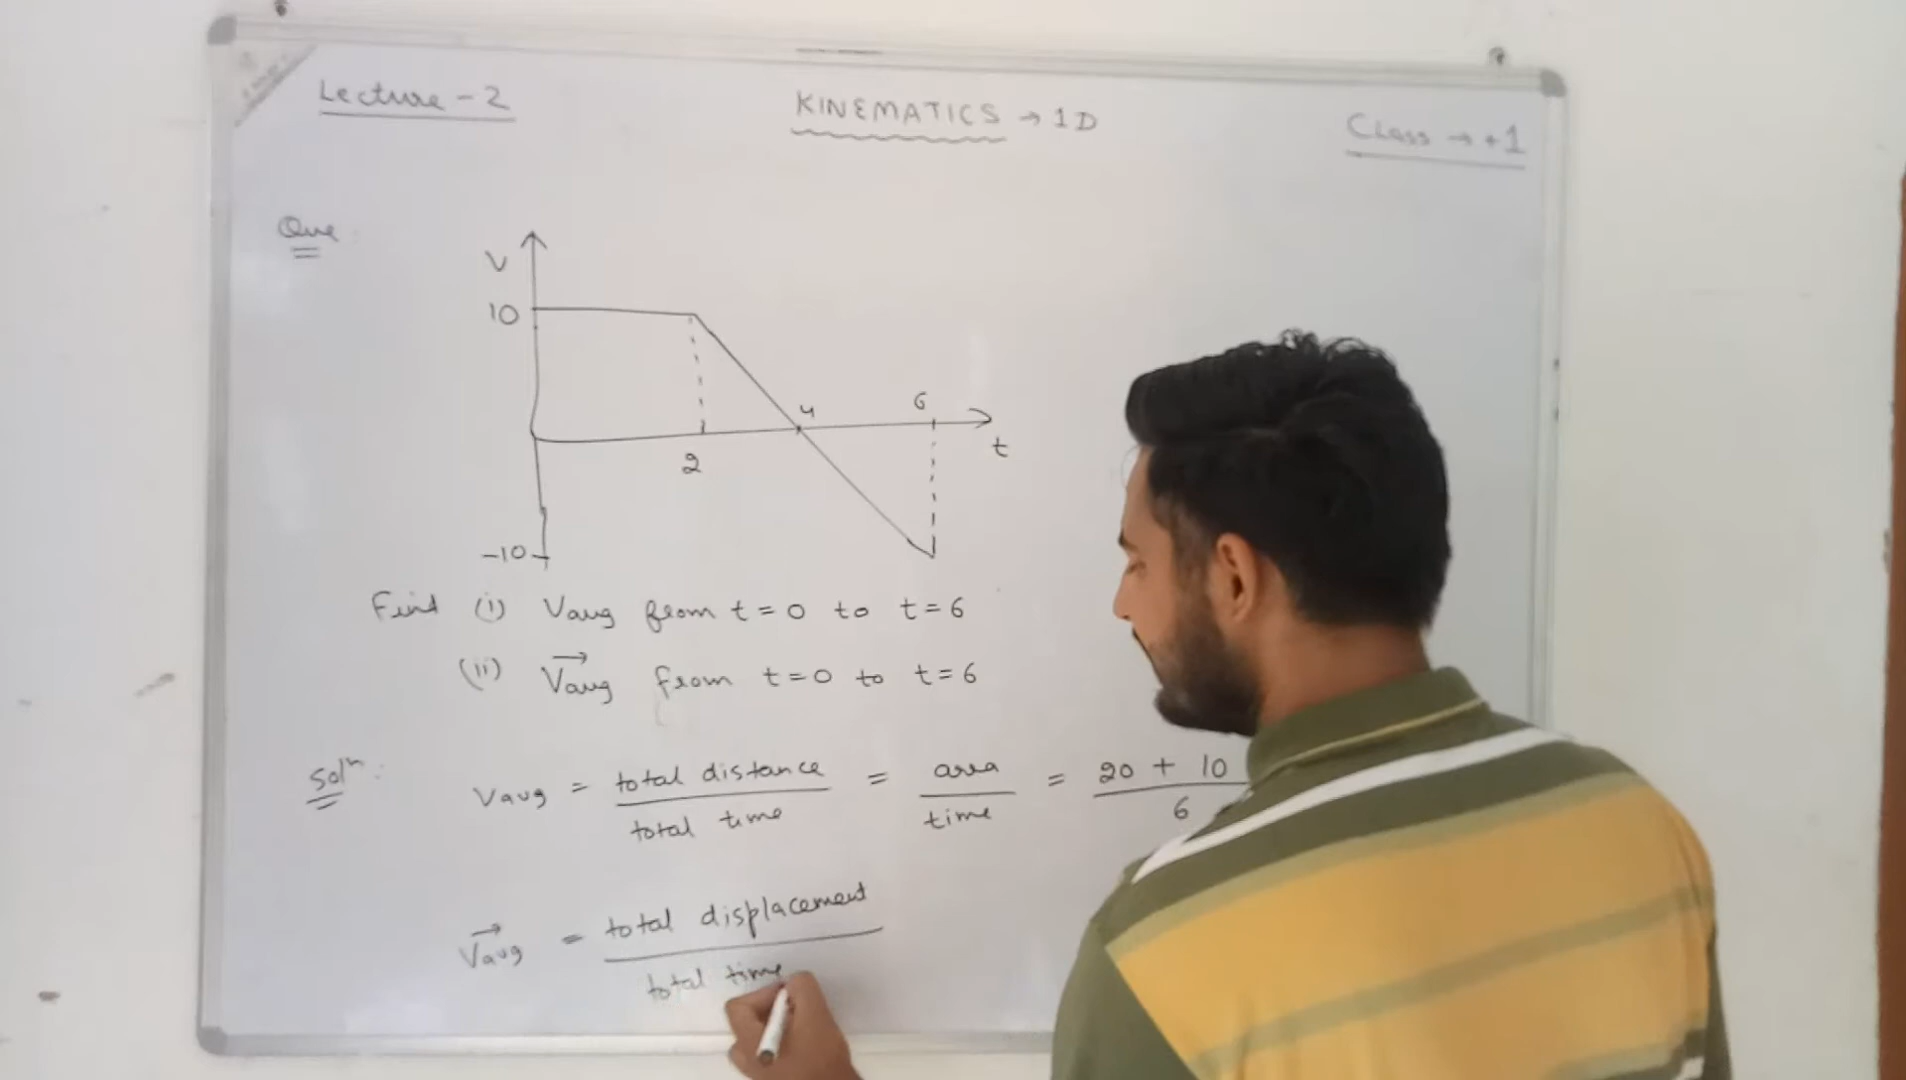 Lecture - 2
KINEMATICS → 1D
Class → +1
Que
V
10
4
6
t
2
-10
Find (i) Vavg from t = 0 to t = 6
(ii) Vavg from t = 0 to t = 6
Solⁿ:
Vavg = total distance / total time = area / time = 20 + 10 / 6
Vavg = total displacement / total time